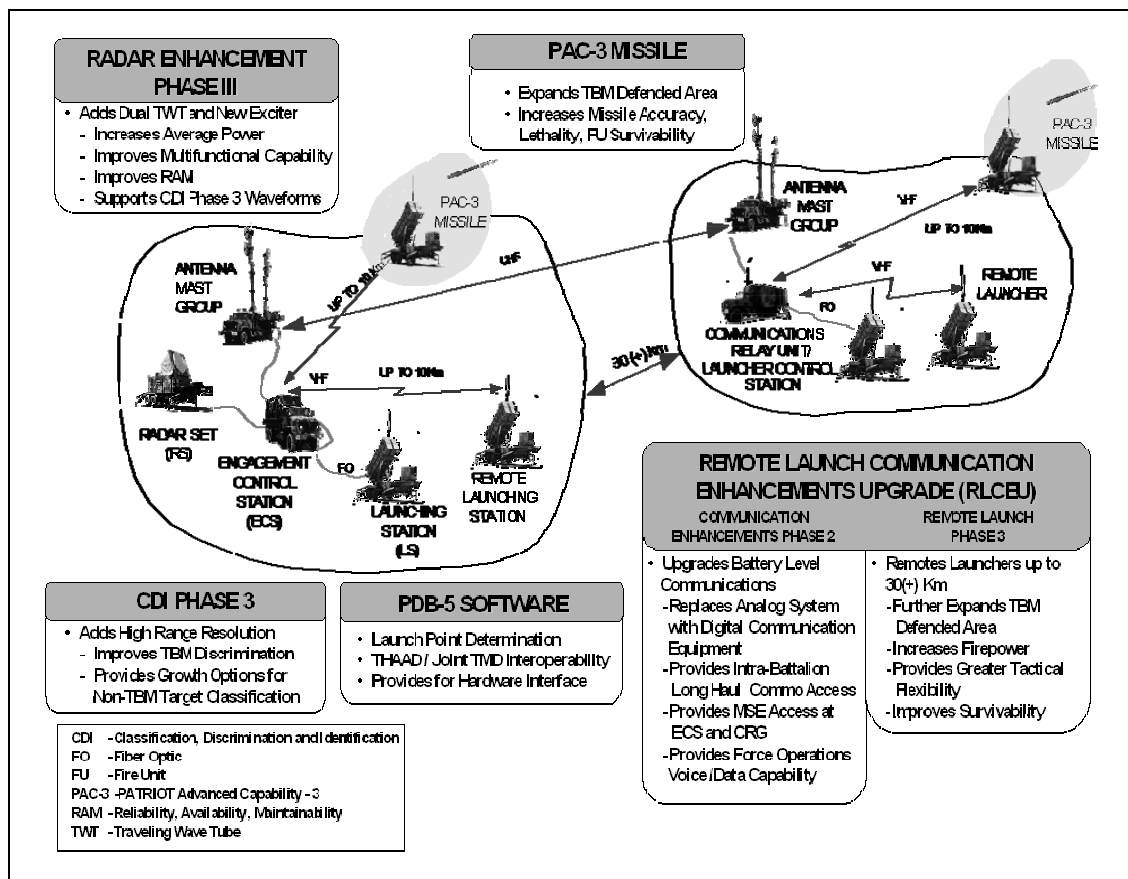 RADAR ENHANCEMENT
PHASE III
• Adds Dual TWT and New Exciter
- Increases Average Power
- Improves Multifunctional Capability
- Improves RAM
- Supports CDI Phase 3 Waveforms
PAC-3 MISSILE
• Expands TBM Defended Area
• Increases Missile Accuracy,
Lethality, FU Survivability
PAC-3
MISSILE
ANTENNA
MAST
GROUP
UP TO 10 Km
UHF
RADAR SET
(RS)
VHF
UP TO 10 Km
ENGAGEMENT
CONTROL
STATION
(ECS)
FO
LAUNCHING
STATION
(LS)
REMOTE
LAUNCHING
STATION
30 (+) Km
PAC-3
MISSILE
ANTENNA
MAST
GROUP
VHF
UP TO 10 Km
VHF
REMOTE
LAUNCHER
FO
COMMUNICATIONS
RELAY UNIT/
LAUNCHER CONTROL
STATION
CDI PHASE 3
• Adds High Range Resolution
- Improves TBM Discrimination
- Provides Growth Options for
Non-TBM Target Classification
PDB-5 SOFTWARE
• Launch Point Determination
• THAAD / Joint TMD Interoperability
• Provides for Hardware Interface
REMOTE LAUNCH COMMUNICATION
ENHANCEMENTS UPGRADE (RLCEU)
COMMUNICATION
ENHANCEMENTS PHASE 2
• Upgrades Battery Level
Communications
-Replaces Analog System
with Digital Communication
Equipment
-Provides Intra-Battalion
Long Haul Commo Access
-Provides MSE Access at
ECS and CRG
-Provides Force Operations
Voice/Data Capability
REMOTE LAUNCH
PHASE 3
• Remotes Launchers up to
30(+) Km
-Further Expands TBM
Defended Area
-Increases Firepower
-Provides Greater Tactical
Flexibility
-Improves Survivability
CDI -Classification, Discrimination and Identification
FO -Fiber Optic
FU -Fire Unit
PAC-3 -PATRIOT Advanced Capability - 3
RAM -Reliability, Availability, Maintainability
TWT -Traveling Wave Tube